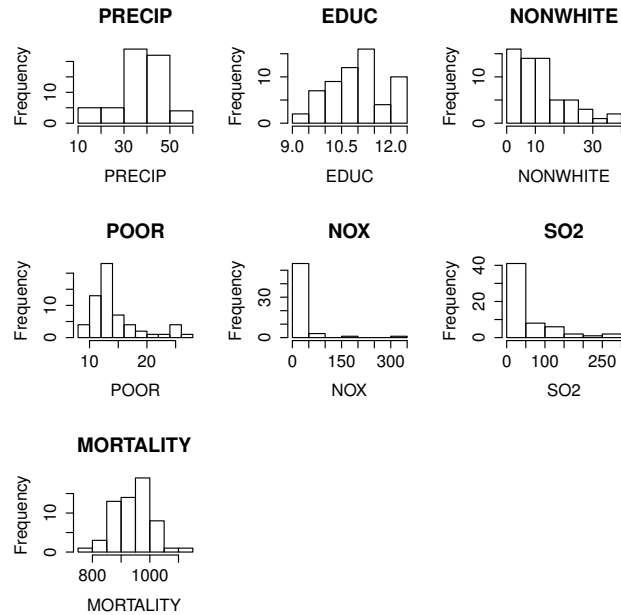 PRECIP EDUC NONWHITE
Frequency
0 10
10 30 50
PRECIP
Frequency
0 10
9.0 10.5 12.0
EDUC
Frequency
0 10
0 10 30
NONWHITE
POOR NOX SO2
Frequency
0 10
10 20
POOR
Frequency
0 30
0 150 300
NOX
Frequency
0 20 40
0 100 250
SO2
MORTALITY
Frequency
0 10
800 1000
MORTALITY